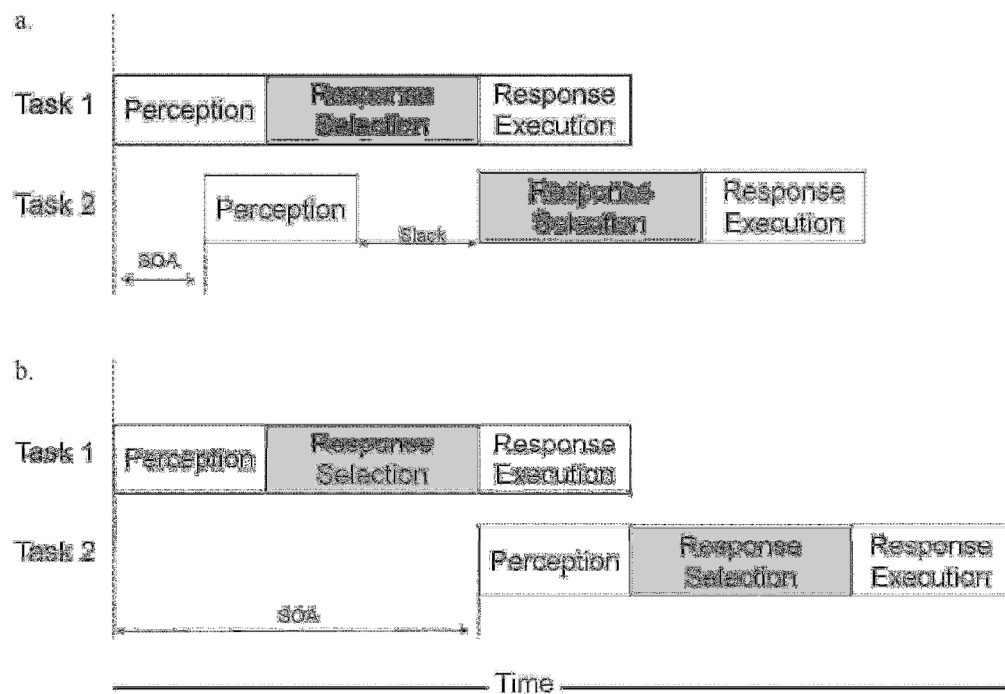 a.
Task 1
Perception
Response
Selection
Response
Execution
Task 2
Perception
Slack
Response
Selection
Response
Execution
SOA
b.
Task 1
Perception
Response
Selection
Response
Execution
Task 2
Perception
Response
Selection
Response
Execution
SOA
Time